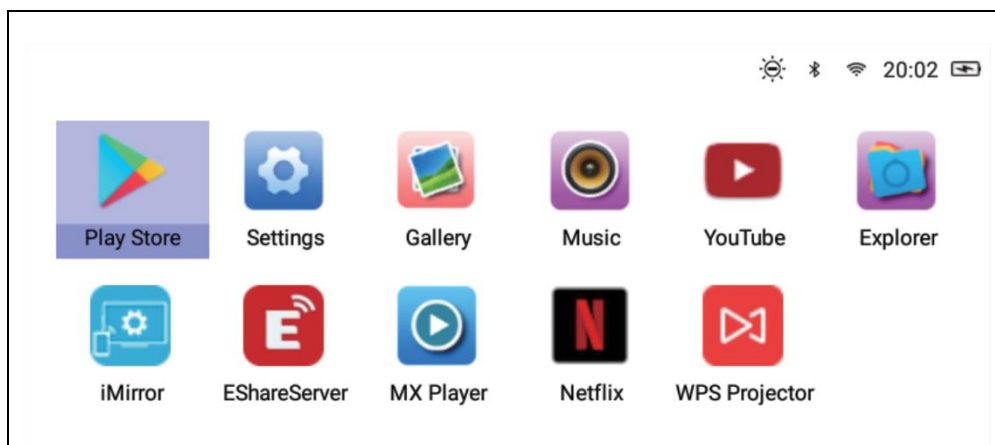 20:02
Play Store Settings Gallery Music YouTube Explorer
E N
iMirror EShareServer MX Player Netflix WPS Projector